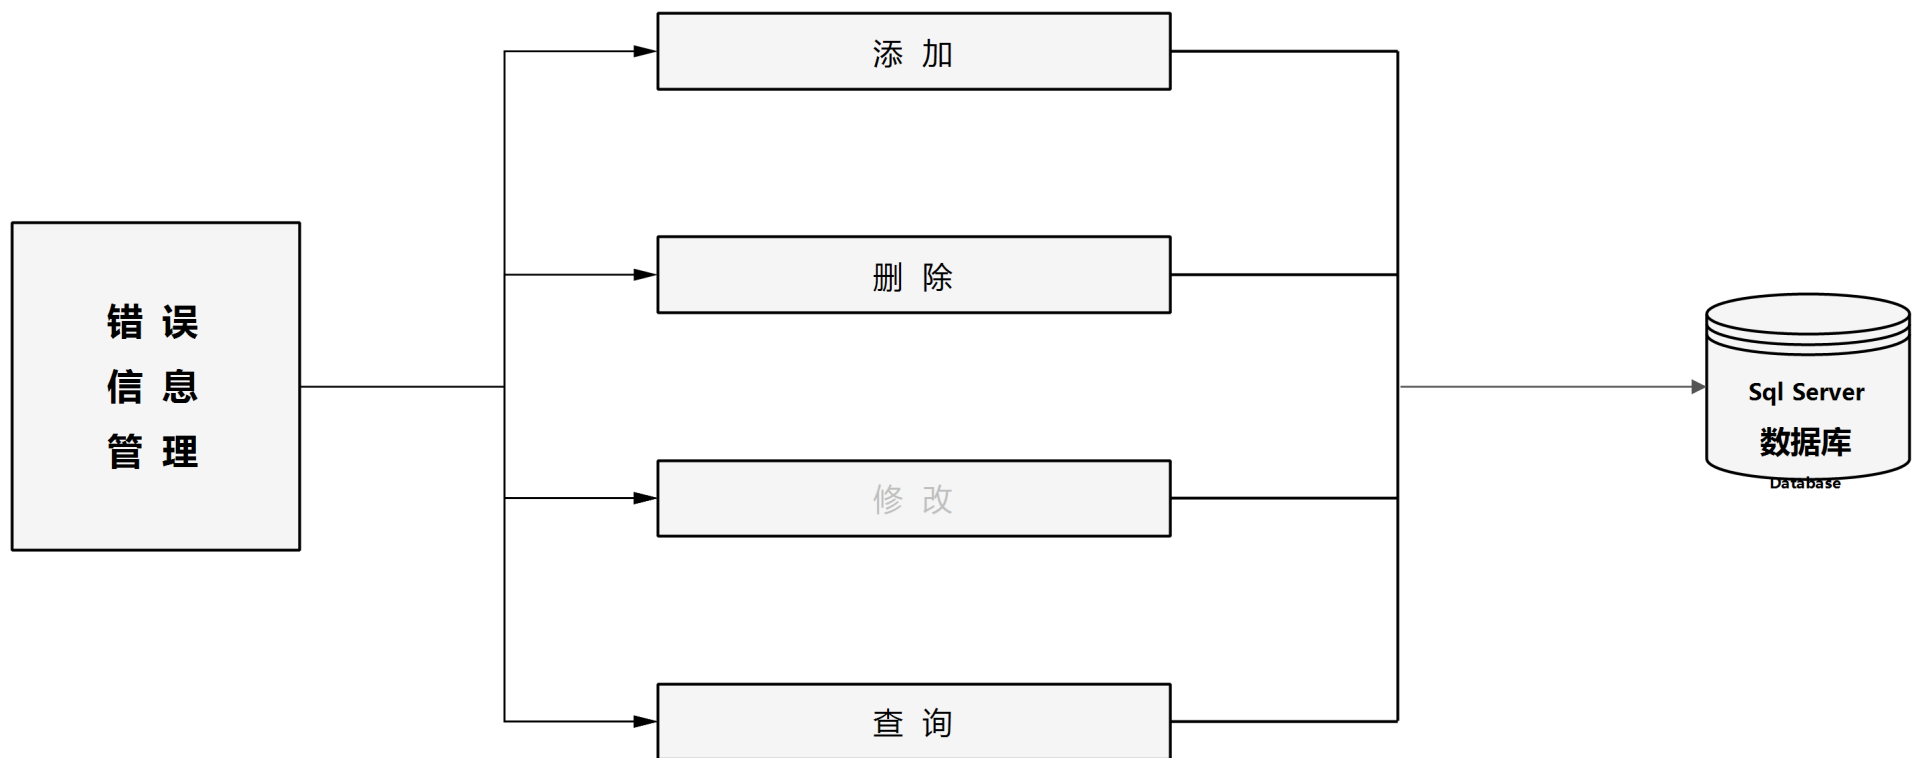 添 加
删 除
错 误
信 息
管 理
修 改
查 询
Sql Server
数据库
Database